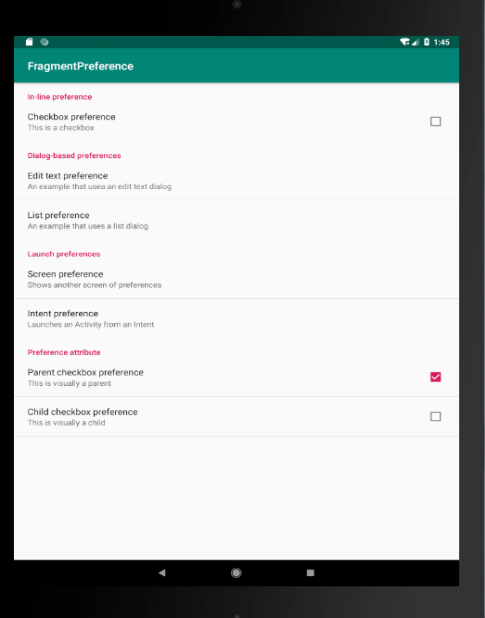 1:45
FragmentPreference
In-line preference
Checkbox preference
This is a checkbox
Dialog-based preferences
Edit text preference
An example that usea an edit text dialog
List preference
An example that uses a list dialog
Launch preferences
Screen preference
Shows another screen of preferences
Intent preference
Launches an Activity from an Intent
Preference attribute
Parent checkbox preference
This is visually a parent
Child checkbox preference
This is visually a child